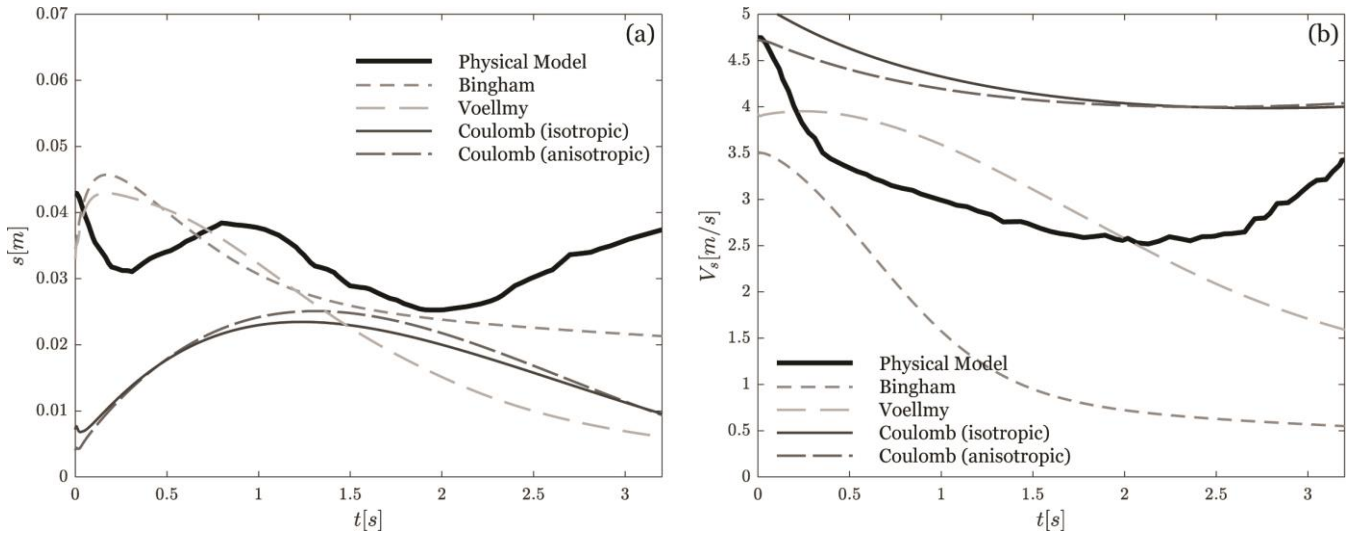 (a)
0.07
0.06
0.05
0.04
0.03
0.02
0.01
0
s[m]
Physical Model
Bingham
Voellmy
Coulomb (isotropic)
Coulomb (anisotropic)
0 0.5 1 1.5 2 2.5 3
t[s]
(b)
5
4.5
4
3.5
3
2.5
2
1.5
1
0.5
0
V_s[m/s]
Physical Model
Bingham
Voellmy
Coulomb (isotropic)
Coulomb (anisotropic)
0 0.5 1 1.5 2 2.5 3
t[s]